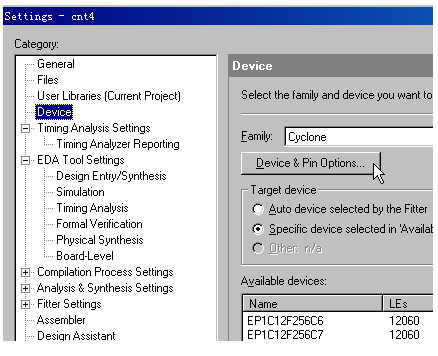 Settings - cnt4
Category:
General
Files
User Libraries (Current Project)
Device
Timing Analysis Settings
Timing Analyzer Reporting
EDA Tool Settings
Design Entry/Synthesis
Simulation
Timing Analysis
Formal Verification
Physical Synthesis
Board-Level
Compilation Process Settings
Analysis & Synthesis Settings
Fitter Settings
Assembler
Design Assistant
Device
Select the family and device you want to
Family: Cyclone
Device & Pin Options...
Target device
Auto device selected by the Fitter
Specific device selected in 'Availab
Other: n/a
Available devices:
Name LEs
EP1C12F256C6 12060
EP1C12F256C7 12060